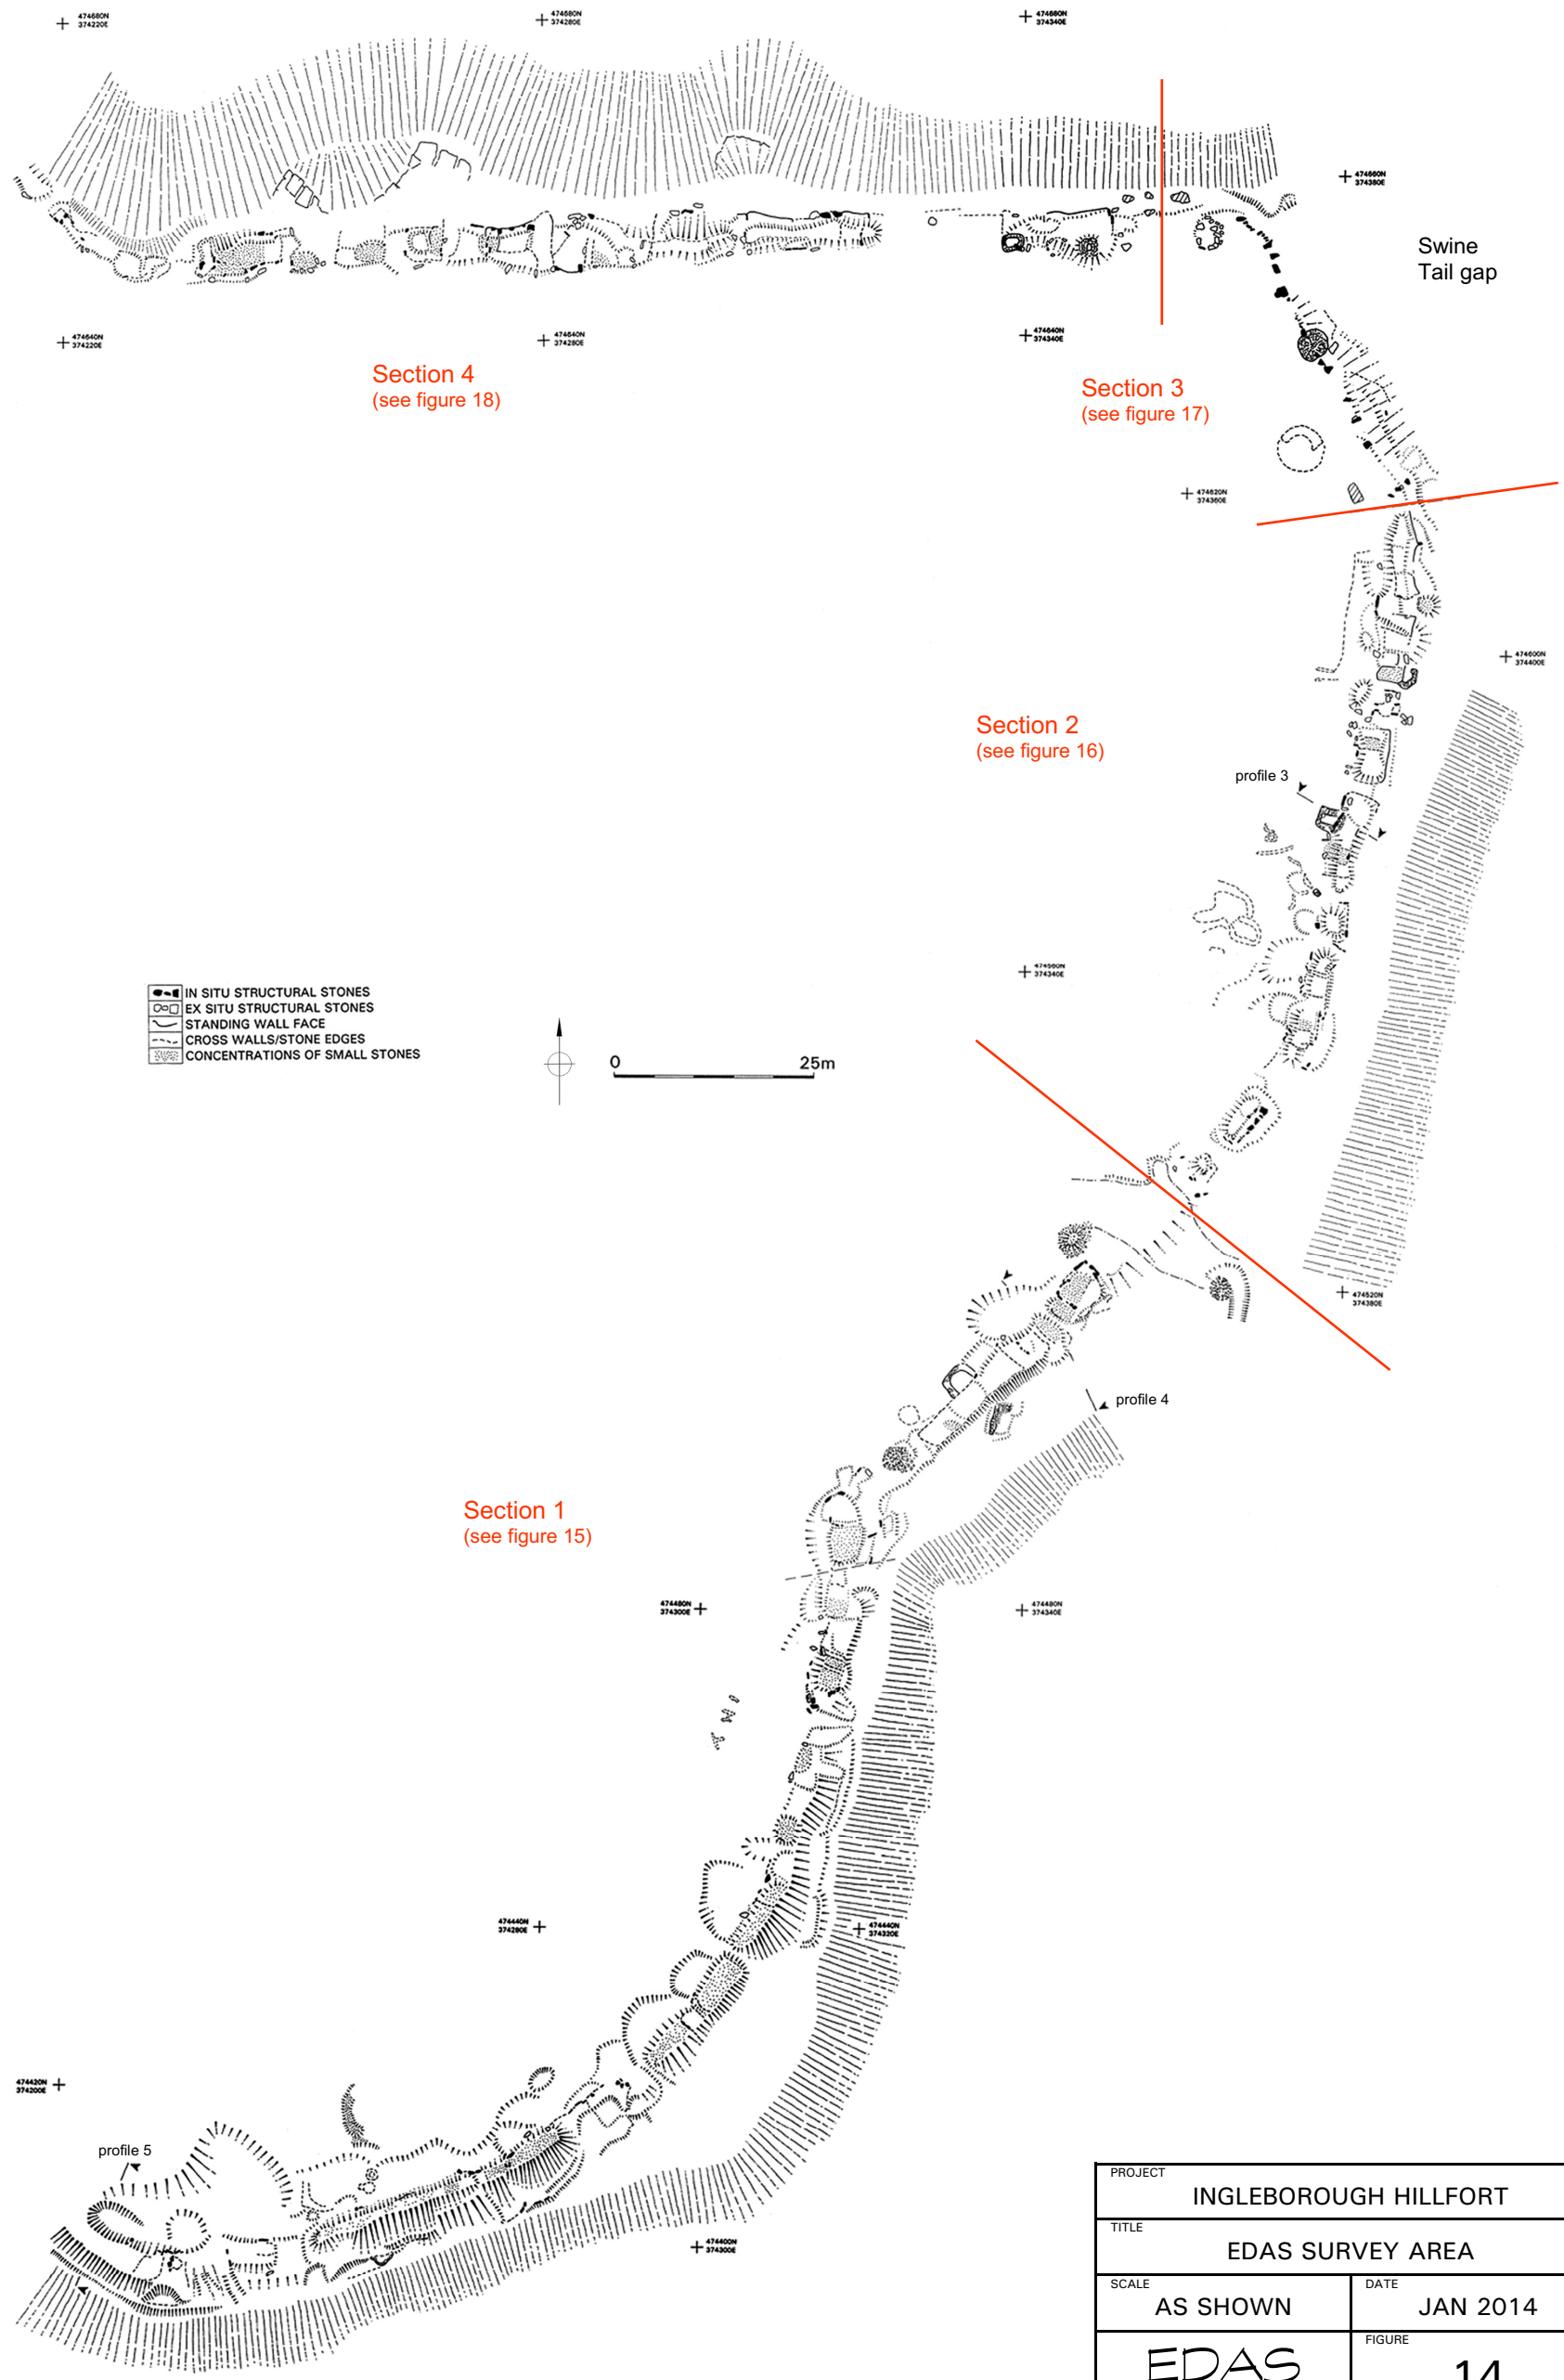 474680N
374220E
474680N
374280E
474680N
374340E
474660N
374380E
Swine
Tail gap
474640N
374220E
474640N
374280E
474640N
374340E
Section 4
(see figure 18)
Section 3
(see figure 17)
474620N
374360E
474600N
374400E
Section 2
(see figure 16)
profile 3
474560N
374340E
IN SITU STRUCTURAL STONES
EX SITU STRUCTURAL STONES
STANDING WALL FACE
CROSS WALLS/STONE EDGES
CONCENTRATIONS OF SMALL STONES
0 25m
474520N
374380E
profile 4
Section 1
(see figure 15)
474480N
374300E
474480N
374340E
474440N
374280E
474440N
374320E
474420N
374200E
profile 5
474400N
374300E
PROJECT
INGLEBOROUGH HILLFORT
TITLE
EDAS SURVEY AREA
SCALE
AS SHOWN
DATE
JAN 2014
EDAS
FIGURE
14